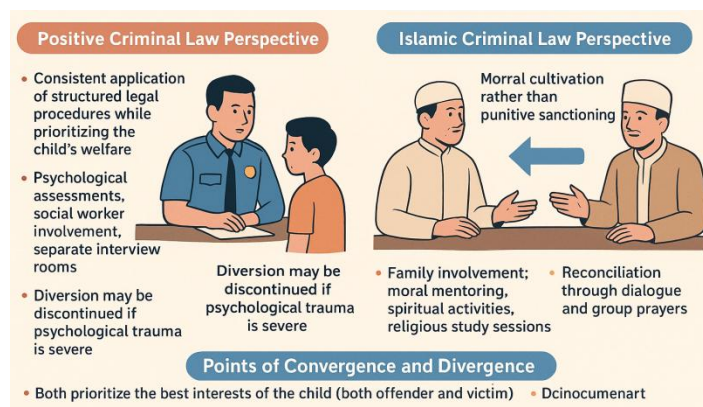 Positive Criminal Law Perspective
• Consistent application
of structured legal
procedures while
prioritizing the
child's welfare
• Psychological
assessments,
social worker
involvement,
separate interview
rooms
• Diversion may be
discontinued if
psychological trauma
is severe
Diversion may be
discontinued if
psychological trauma
is severe
Islamic Criminal Law Perspective
Morral cultivation
rather than
punitive sanctioning
• Family involvement;
moral mentoring,
spiritual activities,
religious study sessions
• Reconciliation
through dialogue
and group prayers
Points of Convergence and Divergence
• Both prioritize the best interests of the child (both offender and victim)
• Dcinocumenart